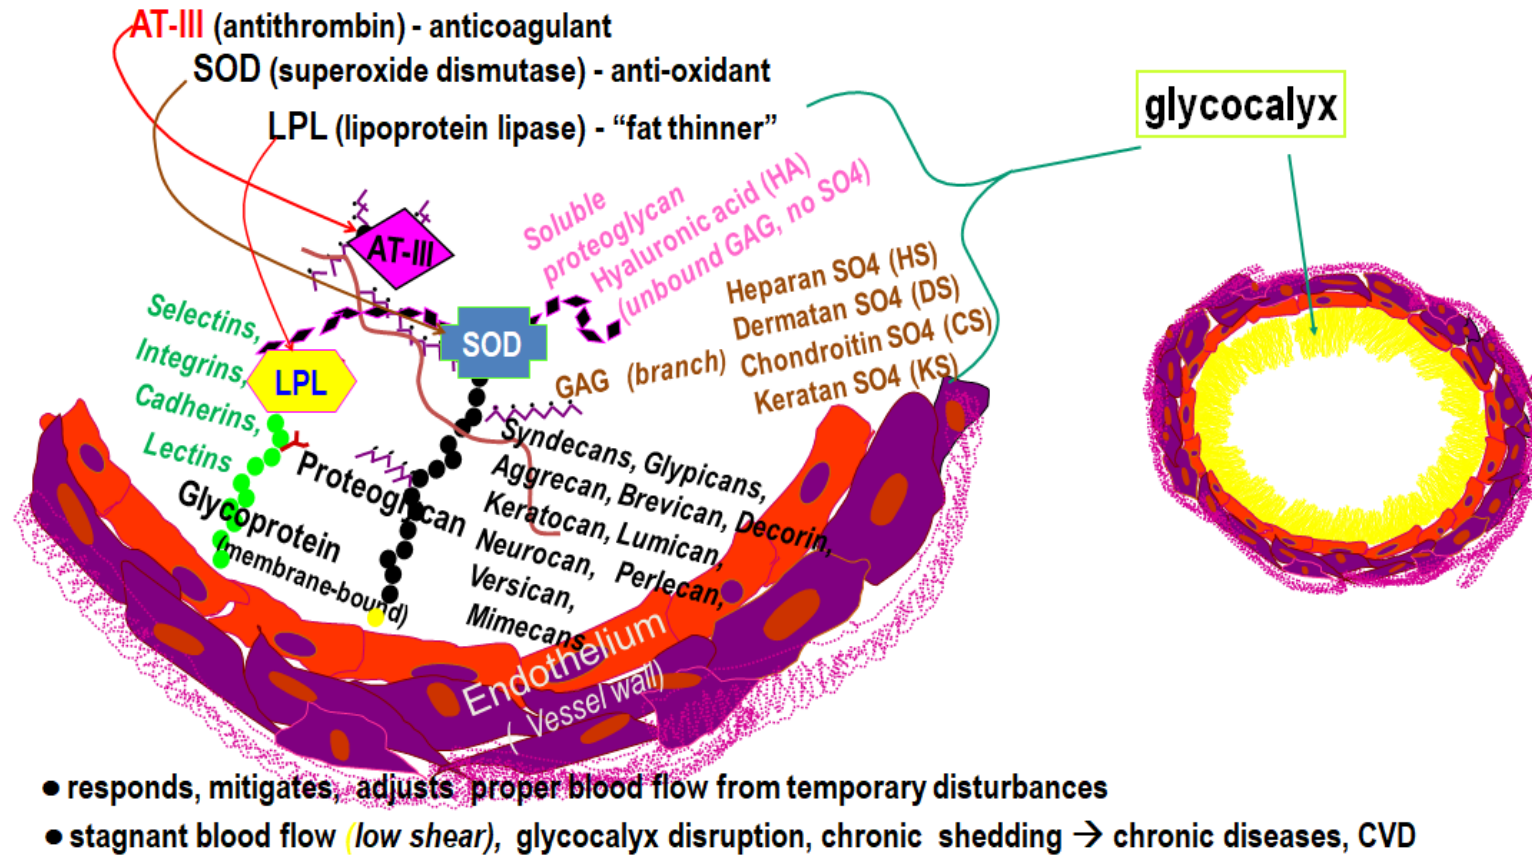 AT-III (antithrombin) - anticoagulant
SOD (superoxide dismutase) - anti-oxidant
LPL (lipoprotein lipase) - “fat thinner”
glycocalyx
Soluble
proteoglycan
Hyaluronic acid (HA)
(unbound GAG, no SO4)
AT-III
SOD
LPL
Heparan SO4 (HS)
Dermatan SO4 (DS)
Chondroitin SO4 (CS)
Keratan SO4 (KS)
GAG (branch)
Selectins,
Integrins,
Cadherins,
Lectins
Glycoprotein
(membrane-bound)
Proteoglycan
Syndecans, Glypicans,
Aggrecan, Brevican, Decorin,
Keratocan, Lumican,
Neurocan, Perlecan,
Versican,
Mimecans
Endothelium
( Vessel wall)
● responds, mitigates, adjusts proper blood flow from temporary disturbances
● stagnant blood flow (low shear), glycocalyx disruption, chronic shedding → chronic diseases, CVD